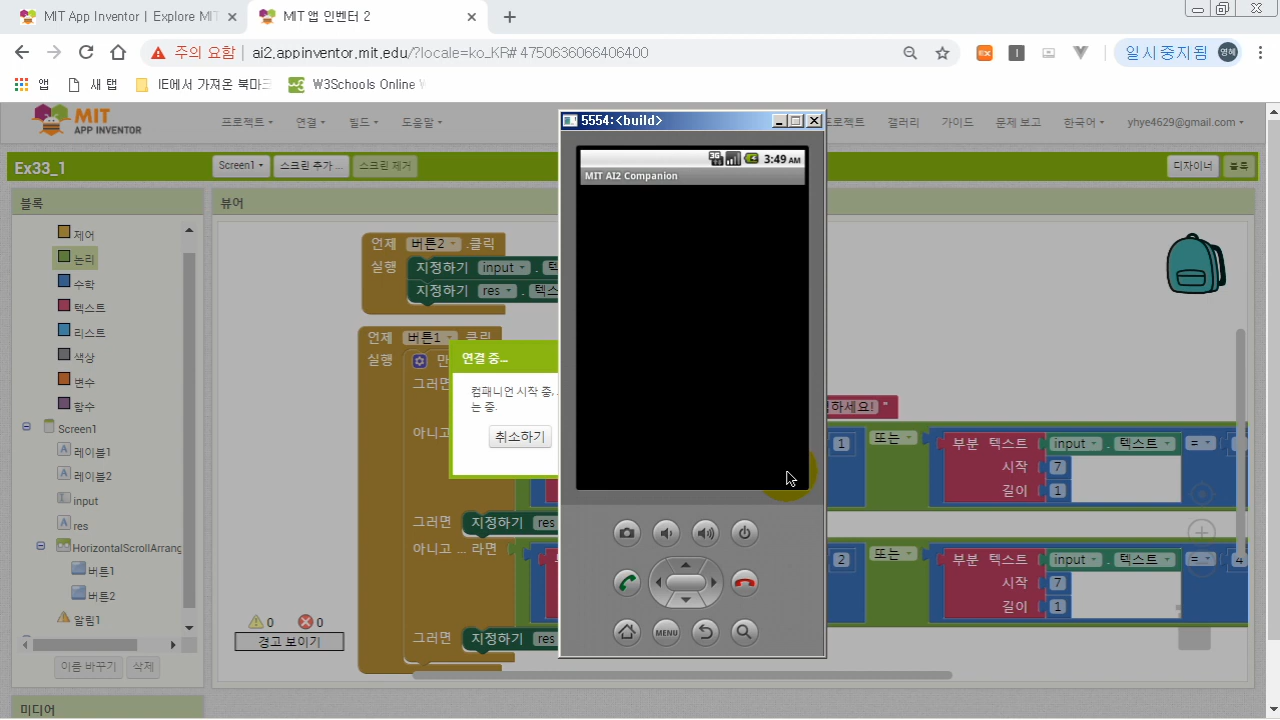 MIT App Inventor | Explore MIT
MIT 앱 인벤터 2
주의 요함 | ai2.appinventor.mit.edu/?locale=ko_KR#4750636066406400
일시 중지됨
영혜
앱
새 탭
IE에서 가져온 북마크
W3Schools Online
MIT
APP INVENTOR
프로젝트
연결
빌드
도움말
로젝트
갤러리
가이드
문제 보고
한국어
yhye4629@gmail.com
Ex33_1
Screen1
스크린 추가 ...
스크린 제거
디자이너
블록
블록
뷰어
제어
논리
수학
텍스트
리스트
색상
변수
함수
Screen1
레이블1
레이블2
input
res
HorizontalScrollArrang
버튼1
버튼2
알림1
이름 바꾸기
삭제
미디어
언제 버튼2 .클릭
실행 지정하기 input . 텍
지정하기 res . 텍스
언제 버튼1 .클릭
실행 만
그러면
아니고
그러면 지정하기 res
아니고 ... 라면
그러면 지정하기 res
0 0
경고 보이기
연결 중...
컴패니언 시작 중,
는 중.
취소하기
5554:<build>
3G
3:49 AM
MIT AI2 Companion
MENU
하세요! "
1 또는 부분 텍스트 input . 텍스트 =
시작 7
길이 1
2 또는 부분 텍스트 input . 텍스트 = 4
시작 7
길이 1